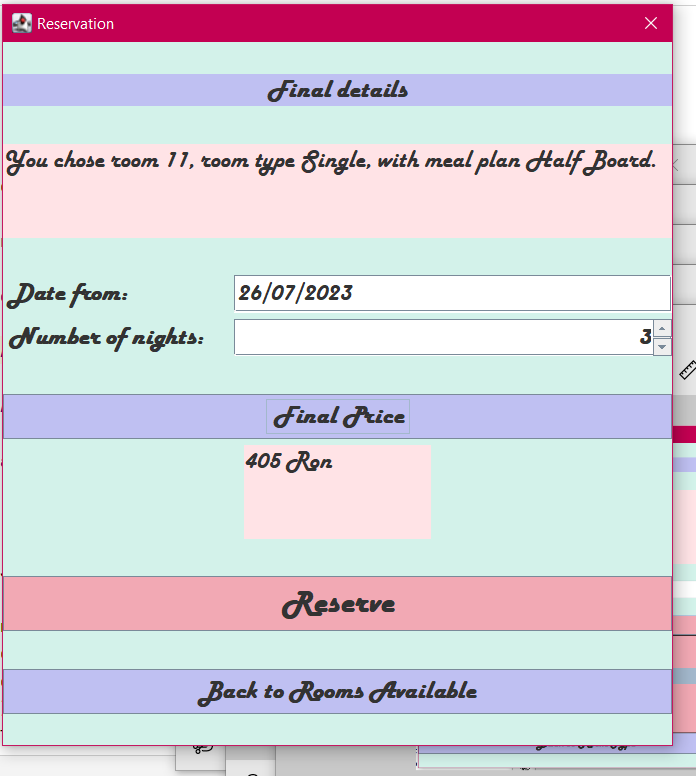 Reservation
Final details
You chose room 11, room type Single, with meal plan Half Board.
Date from: 26/07/2023
Number of nights: 3
Final Price
405 Ron
Reserve
Back to Rooms Available